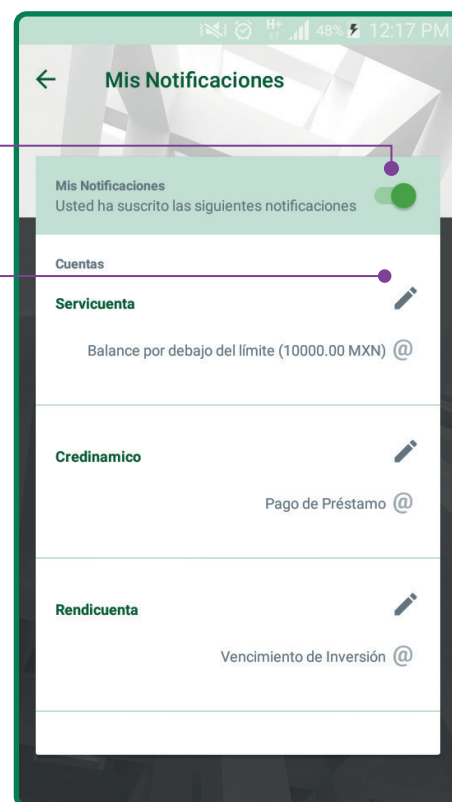 H+ 48% 12:17 PM
Mis Notificaciones
Mis Notificaciones
Usted ha suscrito las siguientes notificaciones
Cuentas
Servicuenta
Balance por debajo del límite (10000.00 MXN) @
Credinamico
Pago de Préstamo @
Rendicuenta
Vencimiento de Inversión @